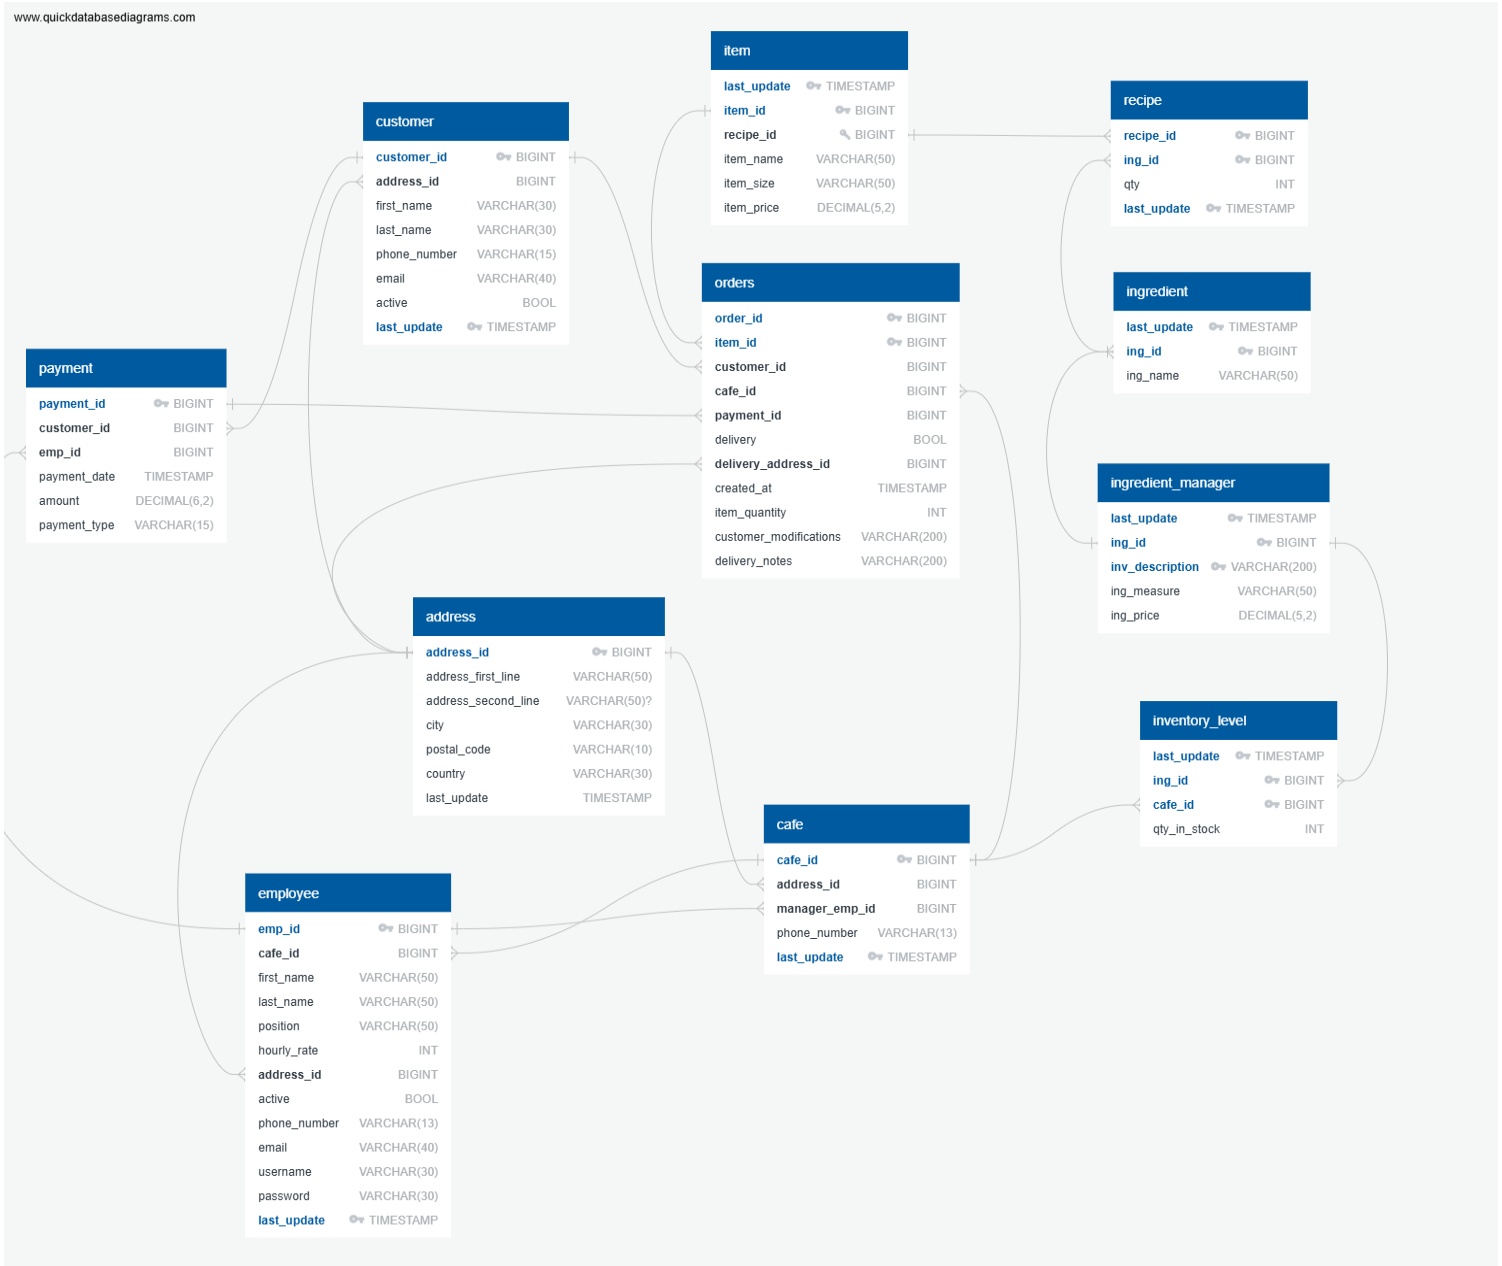 www.quickdatabasediagrams.com
item
last_update TIMESTAMP
item_id BIGINT
recipe_id BIGINT
item_name VARCHAR(50)
item_size VARCHAR(50)
item_price DECIMAL(5,2)
recipe
recipe_id BIGINT
ing_id BIGINT
qty INT
last_update TIMESTAMP
customer
customer_id BIGINT
address_id BIGINT
first_name VARCHAR(30)
last_name VARCHAR(30)
phone_number VARCHAR(15)
email VARCHAR(40)
active BOOL
last_update TIMESTAMP
orders
order_id BIGINT
item_id BIGINT
customer_id BIGINT
cafe_id BIGINT
payment_id BIGINT
delivery BOOL
delivery_address_id BIGINT
created_at TIMESTAMP
item_quantity INT
customer_modifications VARCHAR(200)
delivery_notes VARCHAR(200)
ingredient
last_update TIMESTAMP
ing_id BIGINT
ing_name VARCHAR(50)
payment
payment_id BIGINT
customer_id BIGINT
emp_id BIGINT
payment_date TIMESTAMP
amount DECIMAL(6,2)
payment_type VARCHAR(15)
ingredient_manager
last_update TIMESTAMP
ing_id BIGINT
inv_description VARCHAR(200)
ing_measure VARCHAR(50)
ing_price DECIMAL(5,2)
address
address_id BIGINT
address_first_line VARCHAR(50)
address_second_line VARCHAR(50)?
city VARCHAR(30)
postal_code VARCHAR(10)
country VARCHAR(30)
last_update TIMESTAMP
inventory_level
last_update TIMESTAMP
ing_id BIGINT
cafe_id BIGINT
qty_in_stock INT
cafe
cafe_id BIGINT
address_id BIGINT
manager_emp_id BIGINT
phone_number VARCHAR(13)
last_update TIMESTAMP
employee
emp_id BIGINT
cafe_id BIGINT
first_name VARCHAR(50)
last_name VARCHAR(50)
position VARCHAR(50)
hourly_rate INT
address_id BIGINT
active BOOL
phone_number VARCHAR(13)
email VARCHAR(40)
username VARCHAR(30)
password VARCHAR(30)
last_update TIMESTAMP